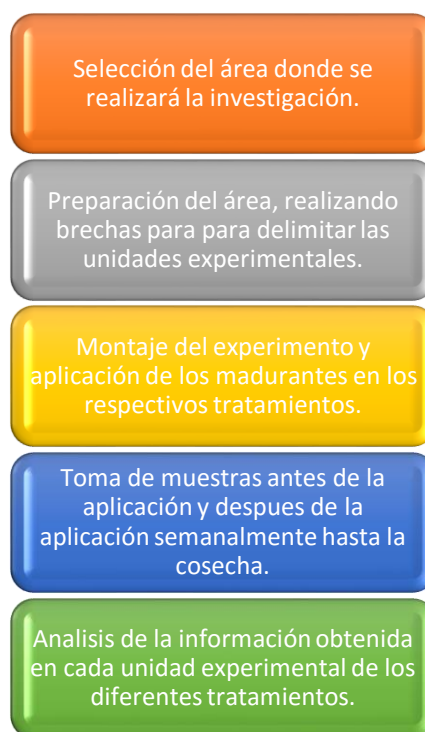 Selección del área donde se
realizará la investigación.
Preparación del área, realizando
brechas para para delimitar las
unidades experimentales.
Montaje del experimento y
aplicación de los madurantes en los
respectivos tratamientos.
Toma de muestras antes de la
aplicación y despues de la
aplicación semanalmente hasta la
cosecha.
Analisis de la información obtenida
en cada unidad experimental de los
diferentes tratamientos.